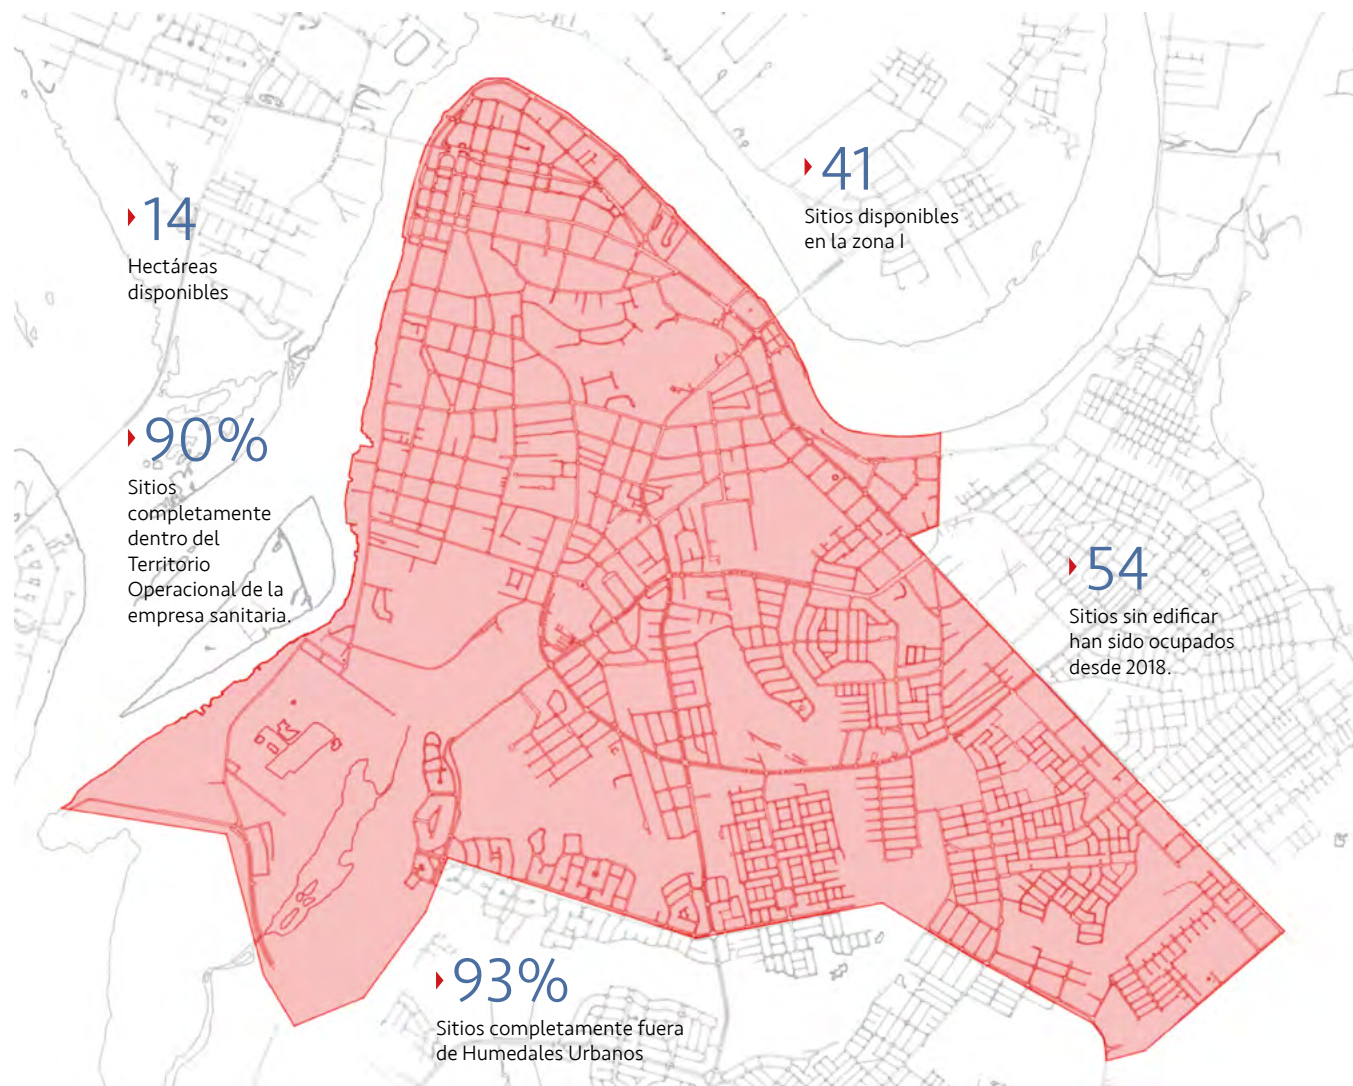 41
Sitios disponibles
en la zona I
14
Hectáreas
disponibles
90%
Sitios
completamente
dentro del
Territorio
Operacional de la
empresa sanitaria.
54
Sitios sin edificar
han sido ocupados
desde 2018.
93%
Sitios completamente fuera
de Humedales Urbanos